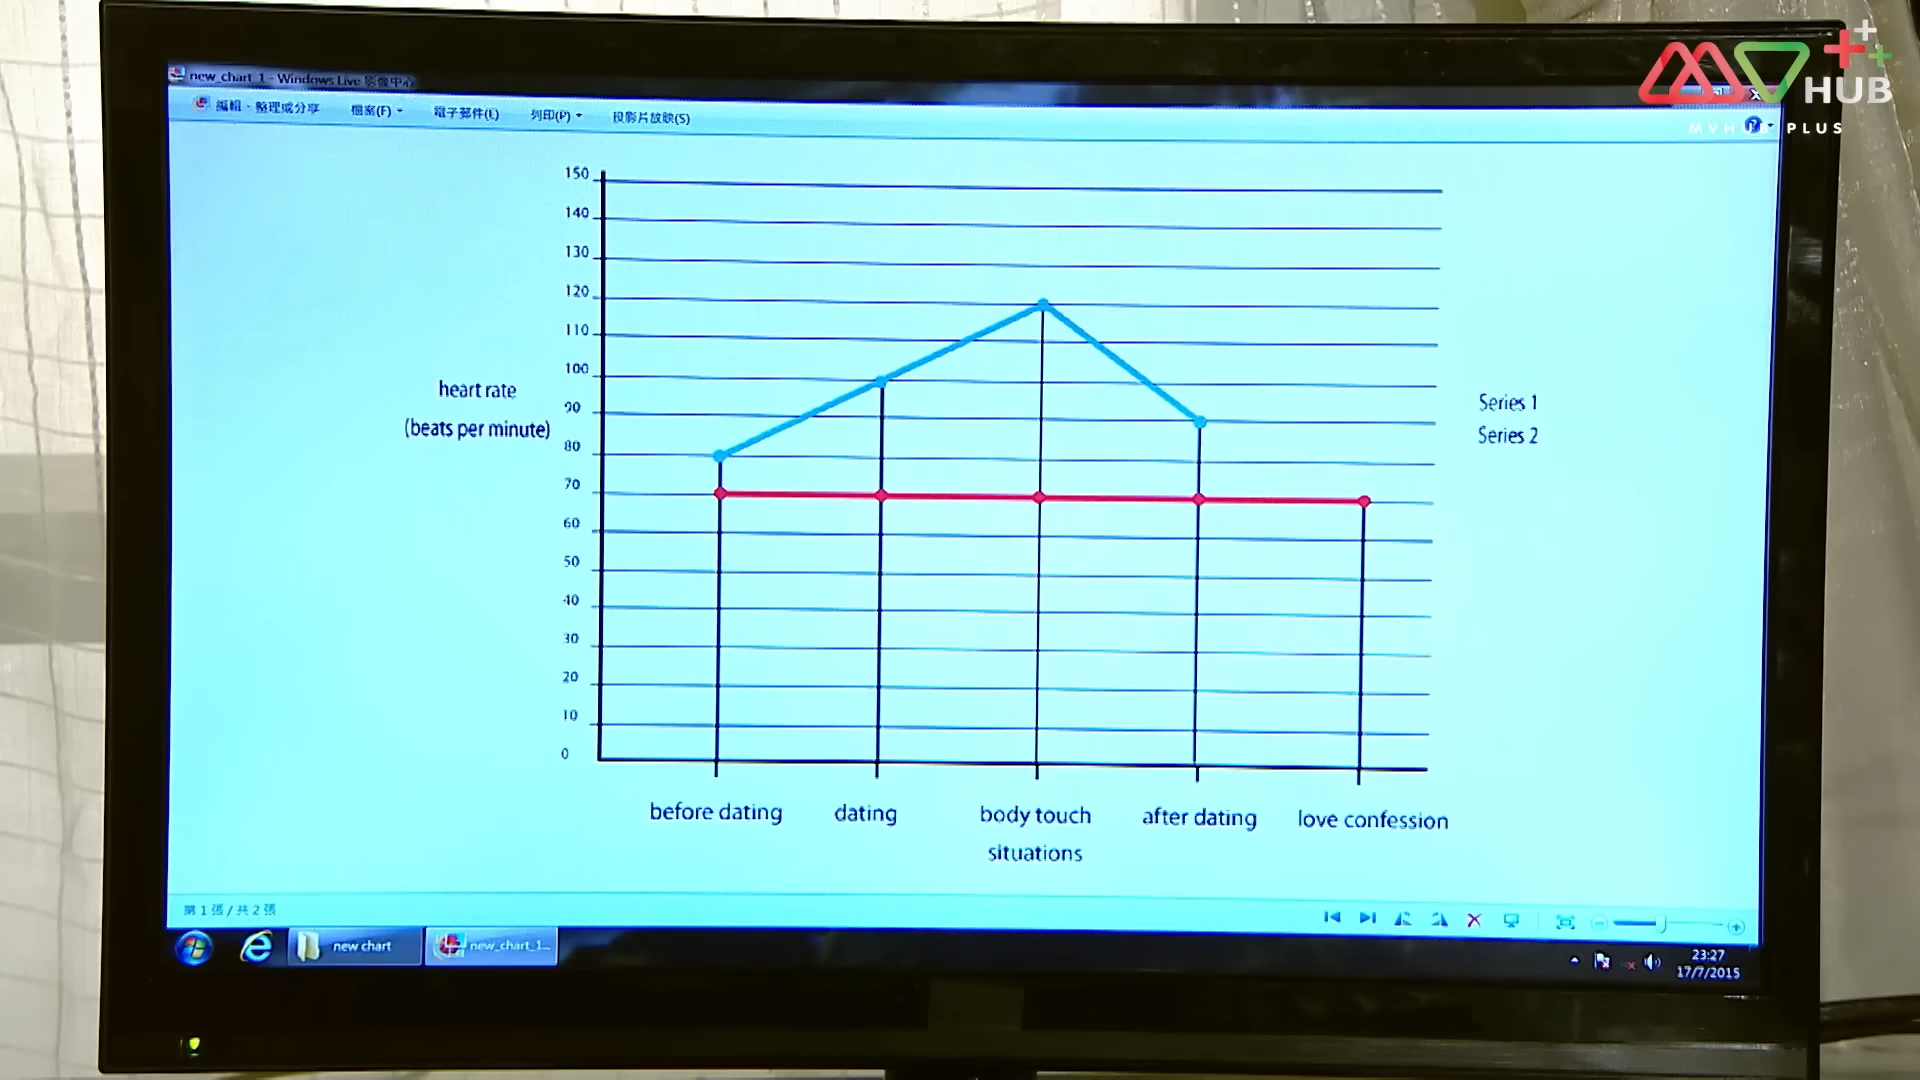 new_chart_1 - Windows Live 影像中心
編輯、整理或分享 檔案(F) 電子郵件(E) 列印(P) 投影片放映(S)
HUB
MVHUB PLUS
150
140
130
120
110
100
90
80
70
60
50
40
30
20
10
0
heart rate
(beats per minute)
Series 1
Series 2
before dating dating body touch after dating love confession
situations
第 1 張 / 共 2 張
new chart new_chart_1...
23:27
17/7/2015